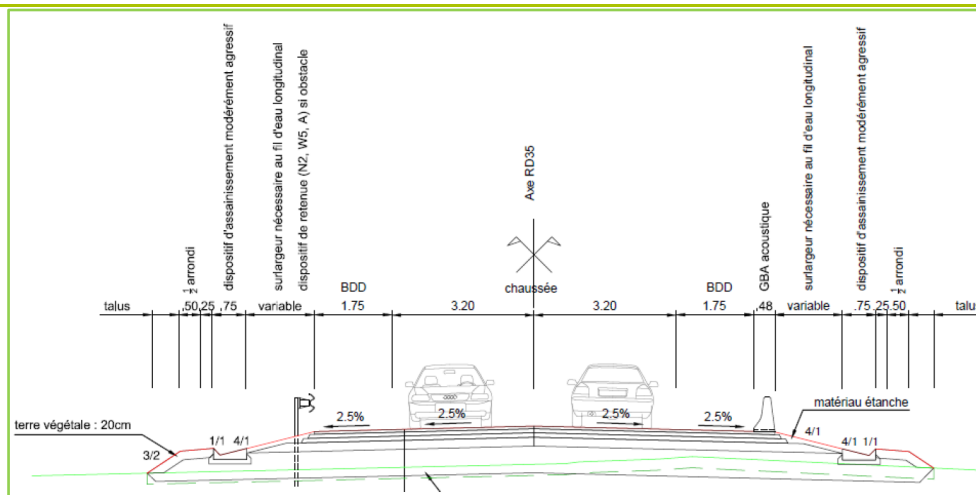 ½ arrondi
dispositif d'assainissement modérément agressif
surlargeur nécessaire au fil d'eau longitudinal
dispositif de retenue (N2, W5, A) si obstacle
Axe RD35
GBA acoustique
surlargeur nécessaire au fil d'eau longitudinal
dispositif d'assainissement modérément agressif
½ arrondi
BDD chaussée BDD
talus .50 .25 .75 variable 1.75 3.20 3.20 1.75 .48 variable .75 .25 .50 talus
matériau étanche
2.5% 2.5% 2.5% 2.5%
terre végétale : 20cm
1/1 4/1 4/1 4/1 1/1
3/2